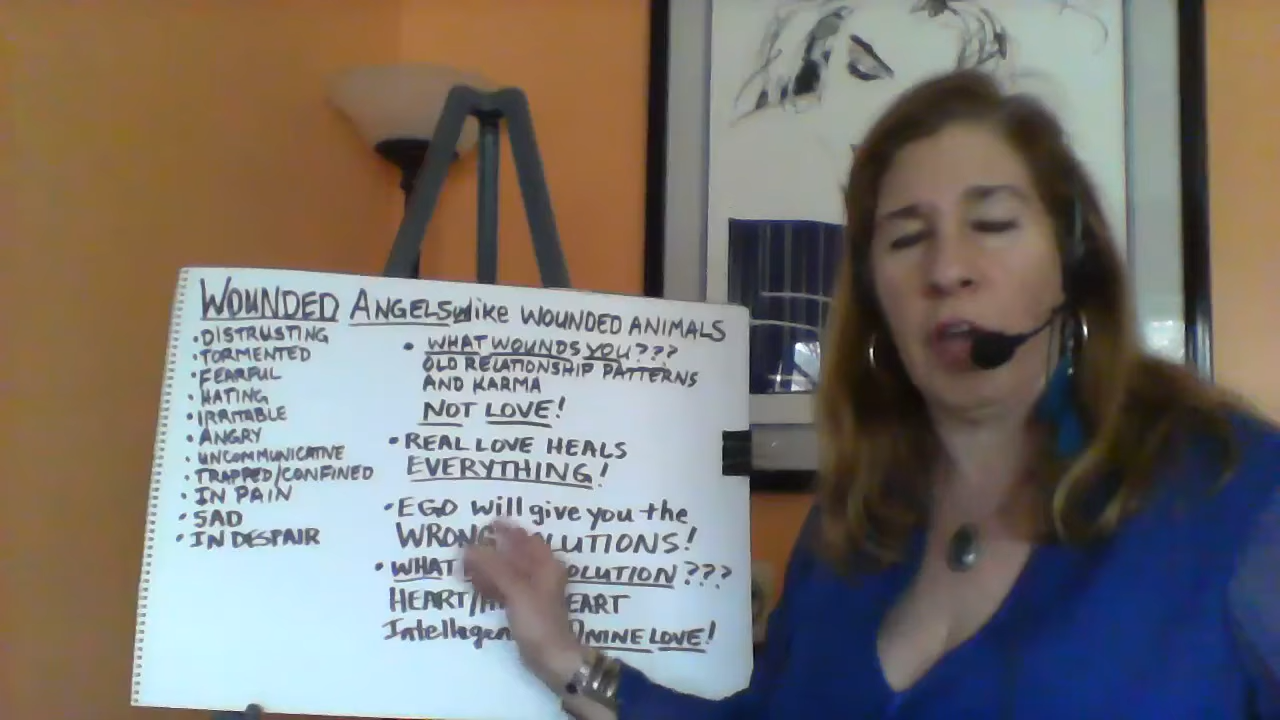 WOUNDED ANGELS like WOUNDED ANIMALS
• DISTRUSTING
• TORMENTED
• FEARFUL
• HATING
• IRRITABLE
• ANGRY
• UNCOMMUNICATIVE
• TRAPPED/CONFINED
• IN PAIN
• SAD
• IN DESPAIR
• WHAT WOUNDS YOU???
OLD RELATIONSHIP PATTERNS
AND KARMA
NOT LOVE!
• REAL LOVE HEALS
EVERYTHING!
• EGO will give you the
WRONG SOLUTIONS!
• WHAT SOLUTION???
HEART/
LOVE!